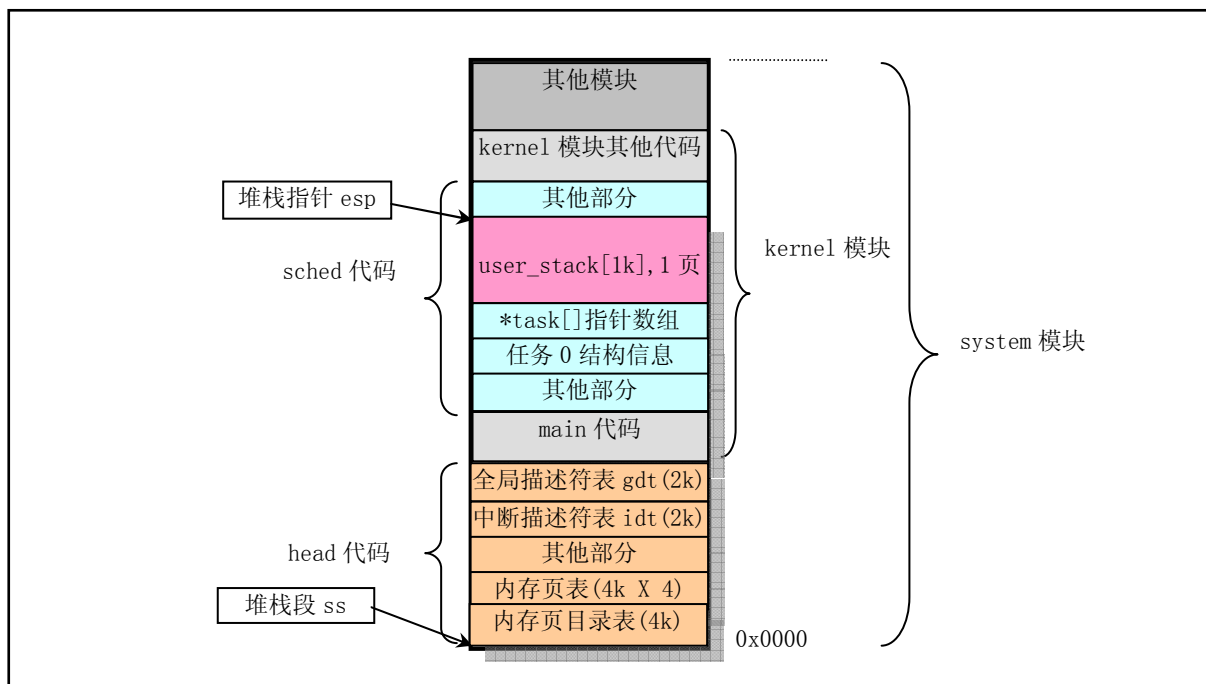 其他模块
kernel 模块其他代码
堆栈指针 esp
其他部分
user_stack[1k],1 页
kernel 模块
sched 代码
*task[]指针数组
system 模块
任务 0 结构信息
其他部分
main 代码
全局描述符表 gdt(2k)
中断描述符表 idt(2k)
head 代码
其他部分
内存页表(4k X 4)
堆栈段 ss
内存页目录表(4k)
0x0000